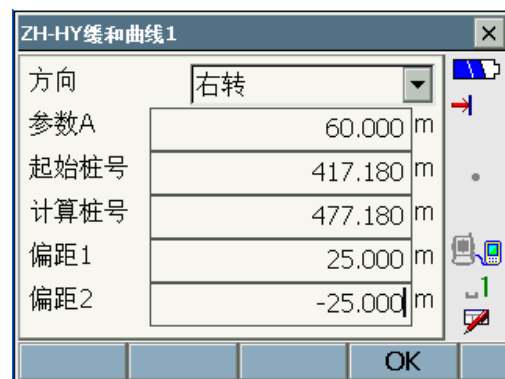 ZH-HY缓和曲线1
方向 右转
参数A 60.000 m
起始桩号 417.180 m
计算桩号 477.180 m
偏距1 25.000 m
偏距2 -25.000 m
1
OK